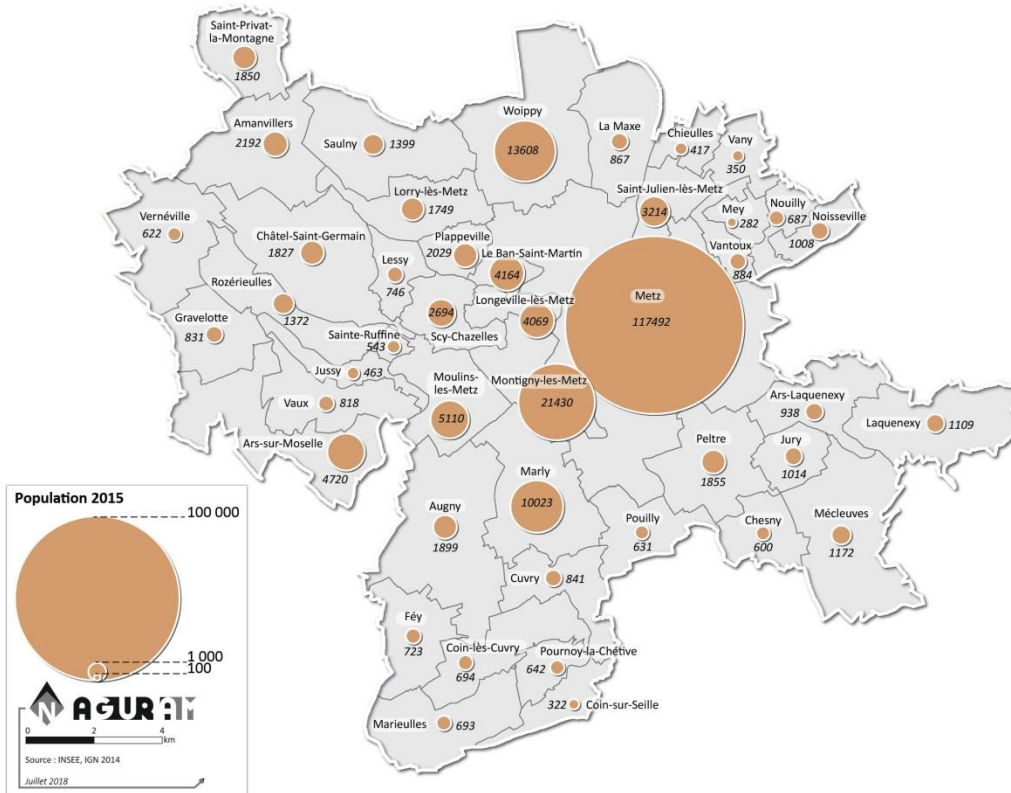 Saint-Privat-
la-Montagne
1850
Amanvillers
2192
Saulny
1399
Woippy
13608
La Maxe
867
Chieulles
417
Vany
350
Saint-Julien-lès-Metz
3214
Mey
282
Nouilly
687
Noisseville
1008
Vantoux
884
Lorry-lès-Metz
1749
Vernéville
622
Châtel-Saint-Germain
1827
Plappeville
2029
Lessy
746
Le Ban-Saint-Martin
4164
Rozérieulles
1372
Longeville-lès-Metz
4069
Metz
117492
Gravelotte
831
2694
Scy-Chazelles
Sainte-Ruffine
543
Jussy
463
Moulins-
les-Metz
5110
Montigny-les-Metz
21430
Vaux
818
Ars-sur-Moselle
4720
Ars-Laquenexy
938
Laquenexy
1109
Peltre
1855
Jury
1014
Marly
10023
Augny
1899
Pouilly
631
Chesny
600
Mécleuves
1172
Cuvry
841
Féy
723
Coin-lès-Cuvry
694
Pournoy-la-Chétive
642
322
Coin-sur-Seille
Marieulles
693
Population 2015
100 000
1 000
100
N AGURAM
0 2 4
km
Source : INSEE, IGN 2014
Juillet 2018